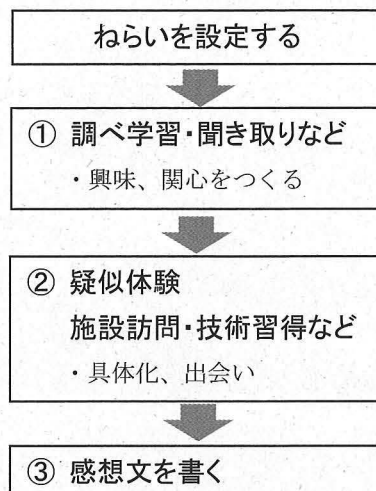 ねらいを設定する
① 調べ学習・聞き取りなど
・興味、関心をつくる
② 疑似体験
施設訪問・技術習得など
・具体化、出会い
③ 感想文を書く